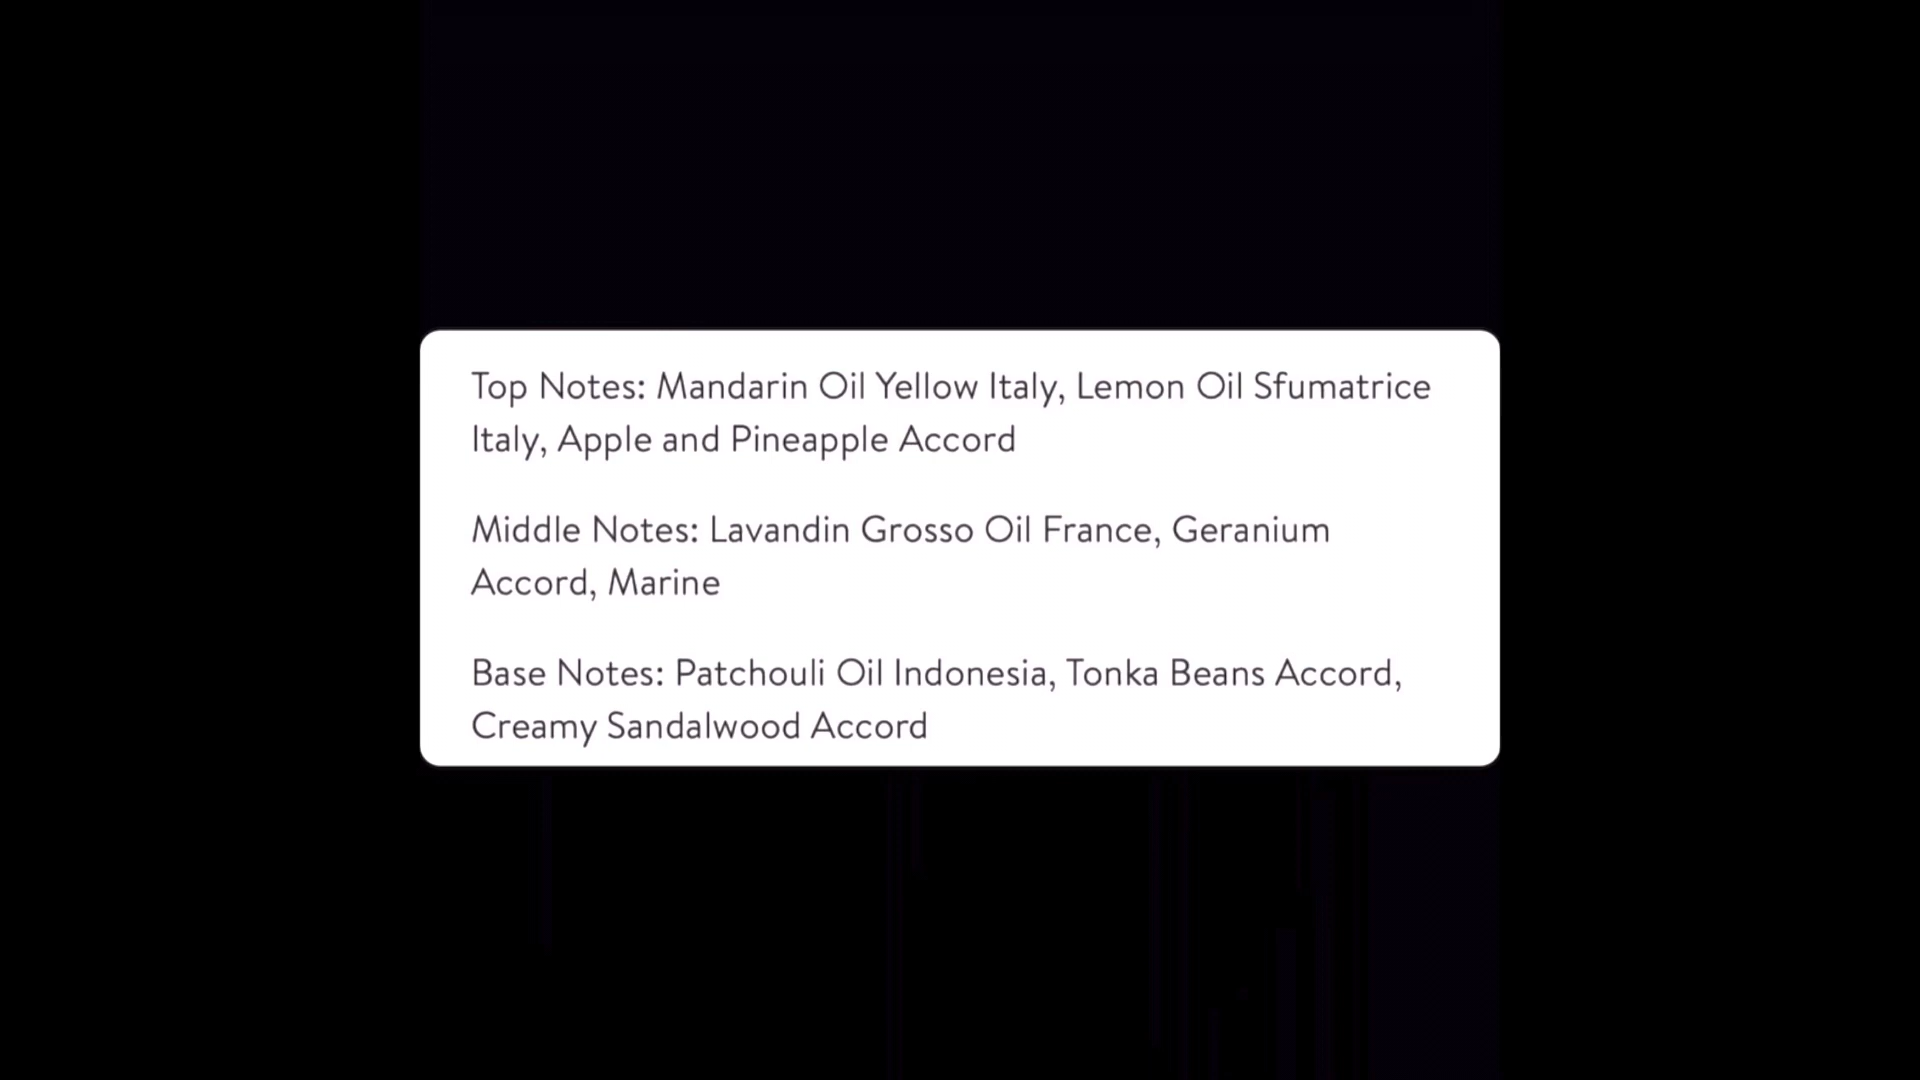 Top Notes: Mandarin Oil Yellow Italy, Lemon Oil Sfumatrice
Italy, Apple and Pineapple Accord
Middle Notes: Lavandin Grosso Oil France, Geranium
Accord, Marine
Base Notes: Patchouli Oil Indonesia, Tonka Beans Accord,
Creamy Sandalwood Accord